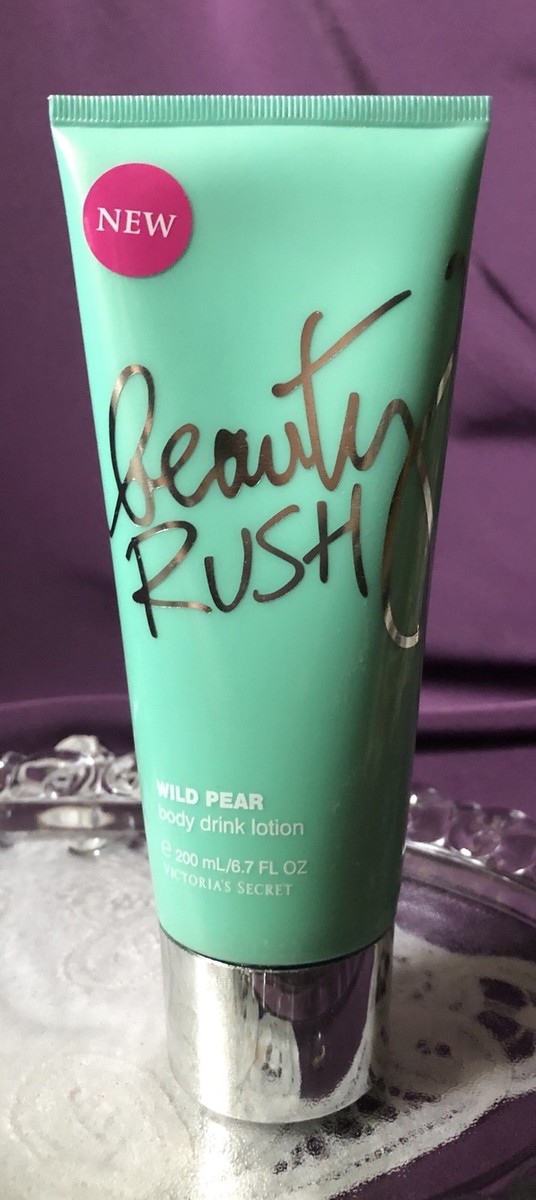 NEW
beauty
RUSH
WILD PEAR
body drink lotion
℮ 200 mL/6.7 FL OZ
VICTORIA'S SECRET